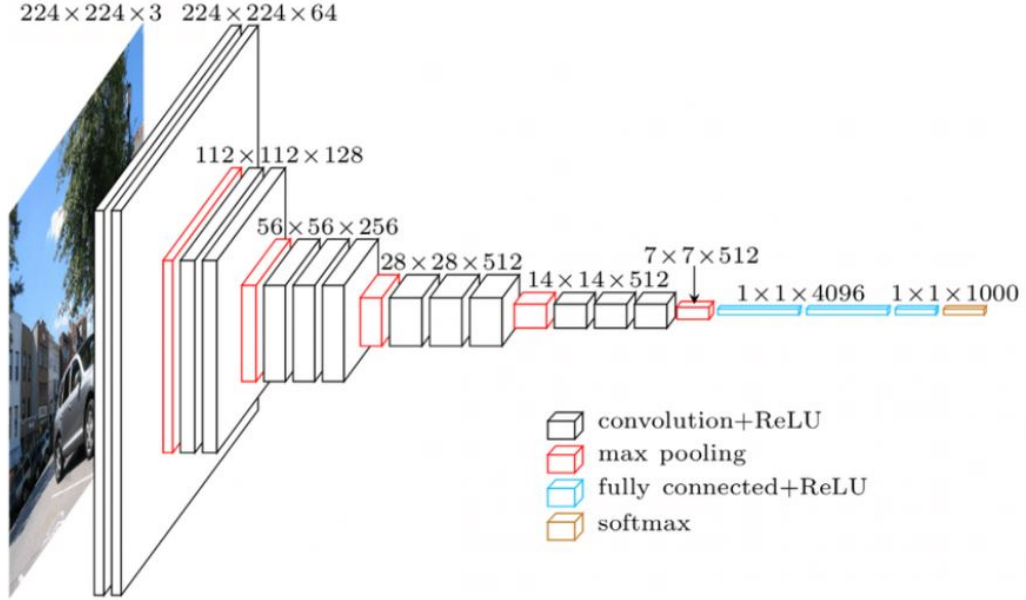 224×224×3
224×224×64
112×112×128
56×56×256
28×28×512
14×14×512
7×7×512
1×1×4096
1×1×1000
convolution+ReLU
max pooling
fully connected+ReLU
softmax